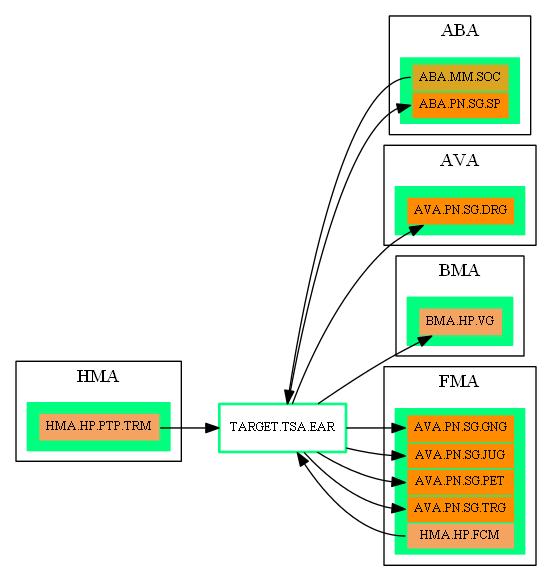 ABA
ABA.MM.SOC
ABA.PN.SG.SP
AVA
AVA.PN.SG.DRG
BMA
BMA.HP.VG
HMA
HMA.HP.PTP.TRM
TARGET.TSA.EAR
FMA
AVA.PN.SG.GNG
AVA.PN.SG.JUG
AVA.PN.SG.PET
AVA.PN.SG.TRG
HMA.HP.FCM